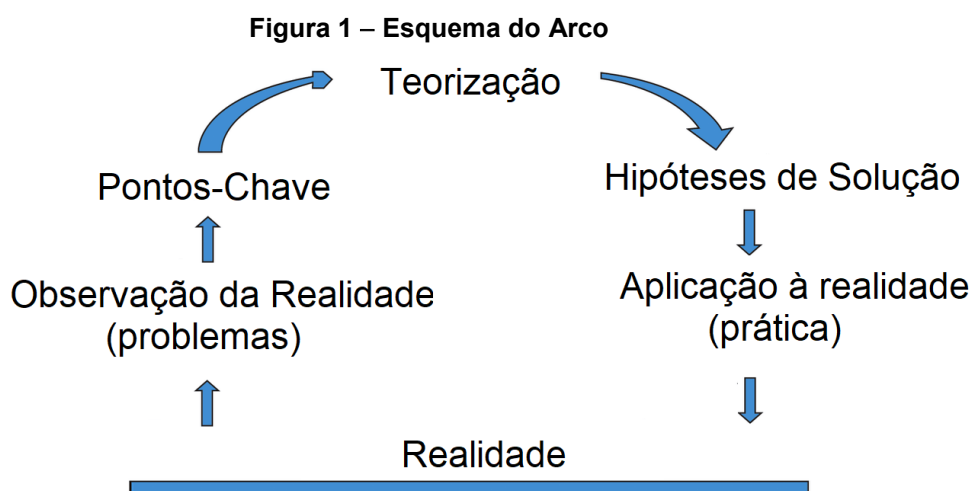 Figura 1 – Esquema do Arco
Teorização
Pontos-Chave
Hipóteses de Solução
Observação da Realidade
(problemas)
Aplicação à realidade
(prática)
Realidade